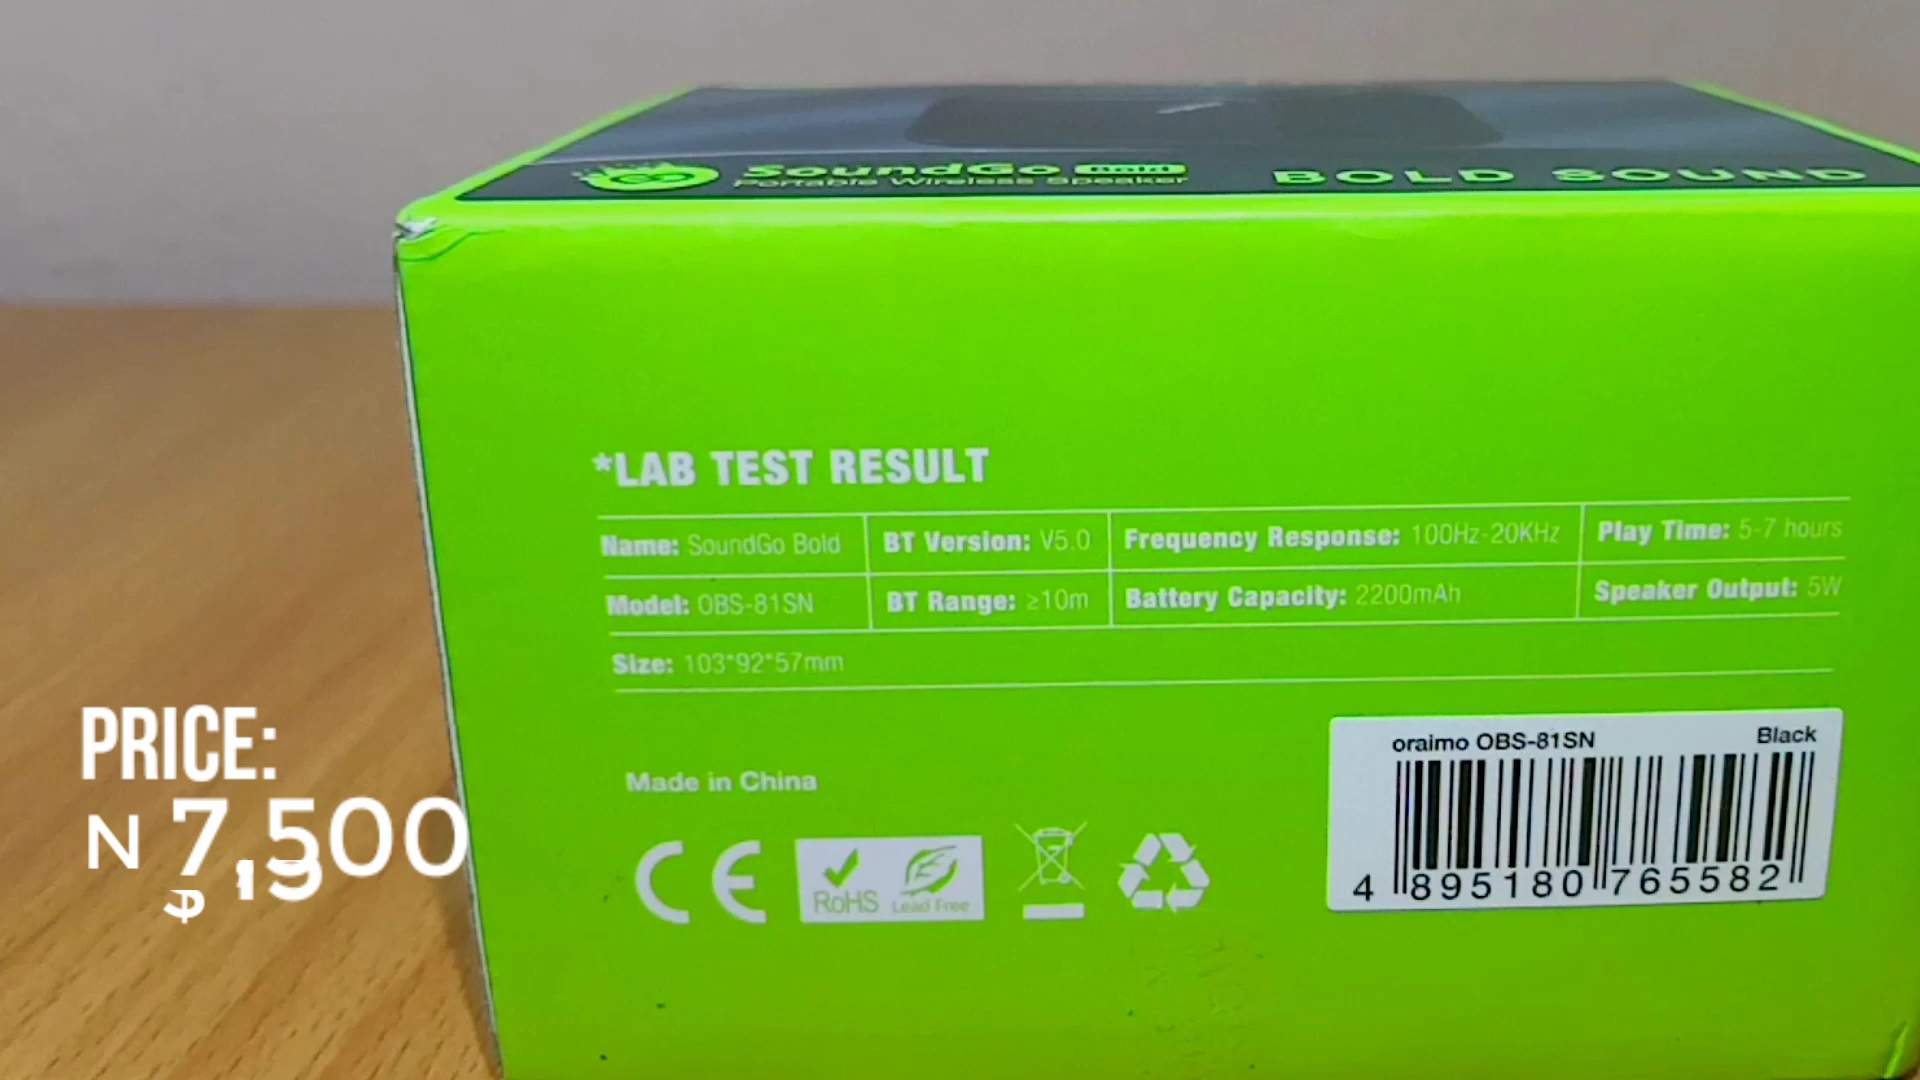 SoundGo Bold
Portable Wireless Speaker
BOLD SOUND
*LAB TEST RESULT
Name: SoundGo Bold
BT Version: V5.0
Frequency Response: 100Hz-20KHz
Play Time: 5-7 hours
Model: OBS-81SN
BT Range: ≥10m
Battery Capacity: 2200mAh
Speaker Output: 5W
Size: 103*92*57mm
PRICE:
N 7,500
Made in China
CE
RoHS
Lead Free
oraimo OBS-81SN
Black
4 895180 765582